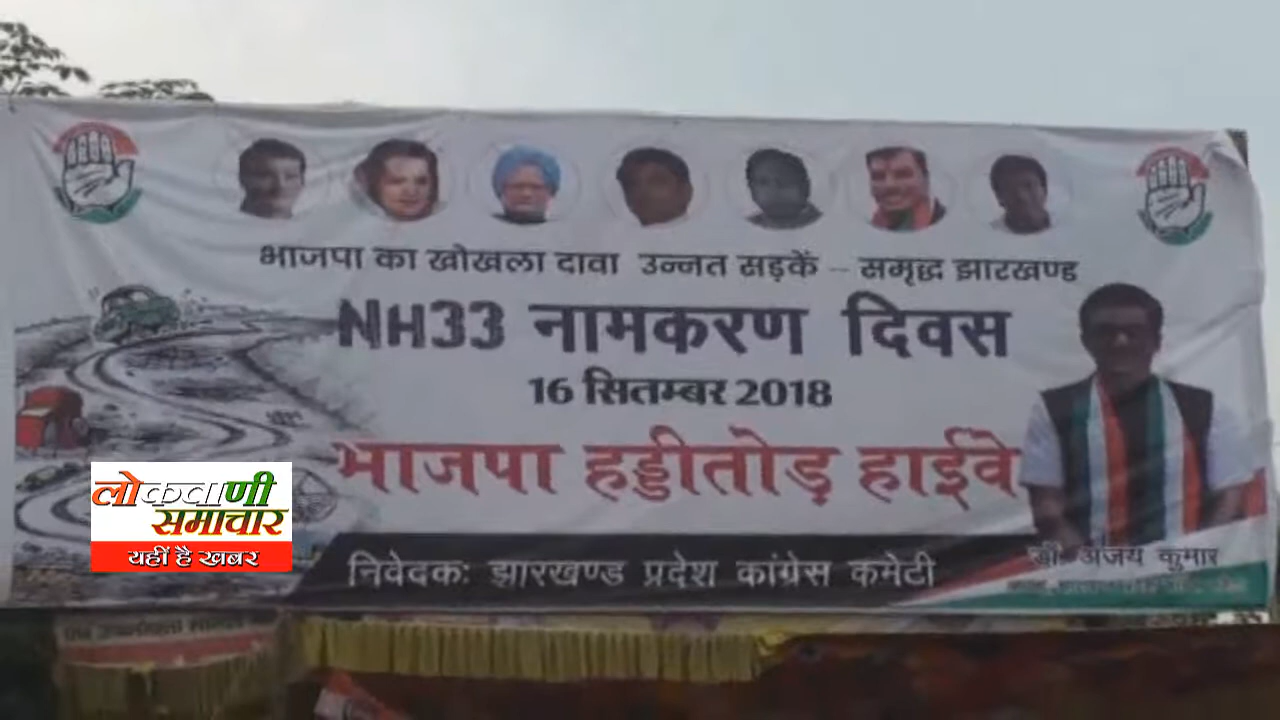 भाजपा का खोखला दावा उन्नत सड़कें – समृद्ध झारखण्ड
NH33 नामकरण दिवस
16 सितम्बर 2018
भाजपा हड्डीतोड़ हाईवे
लोकवाणी
समाचार
यहीं है खबर
डॉ अजय कुमार
निवेदक: झारखण्ड प्रदेश कांग्रेस कमेटी